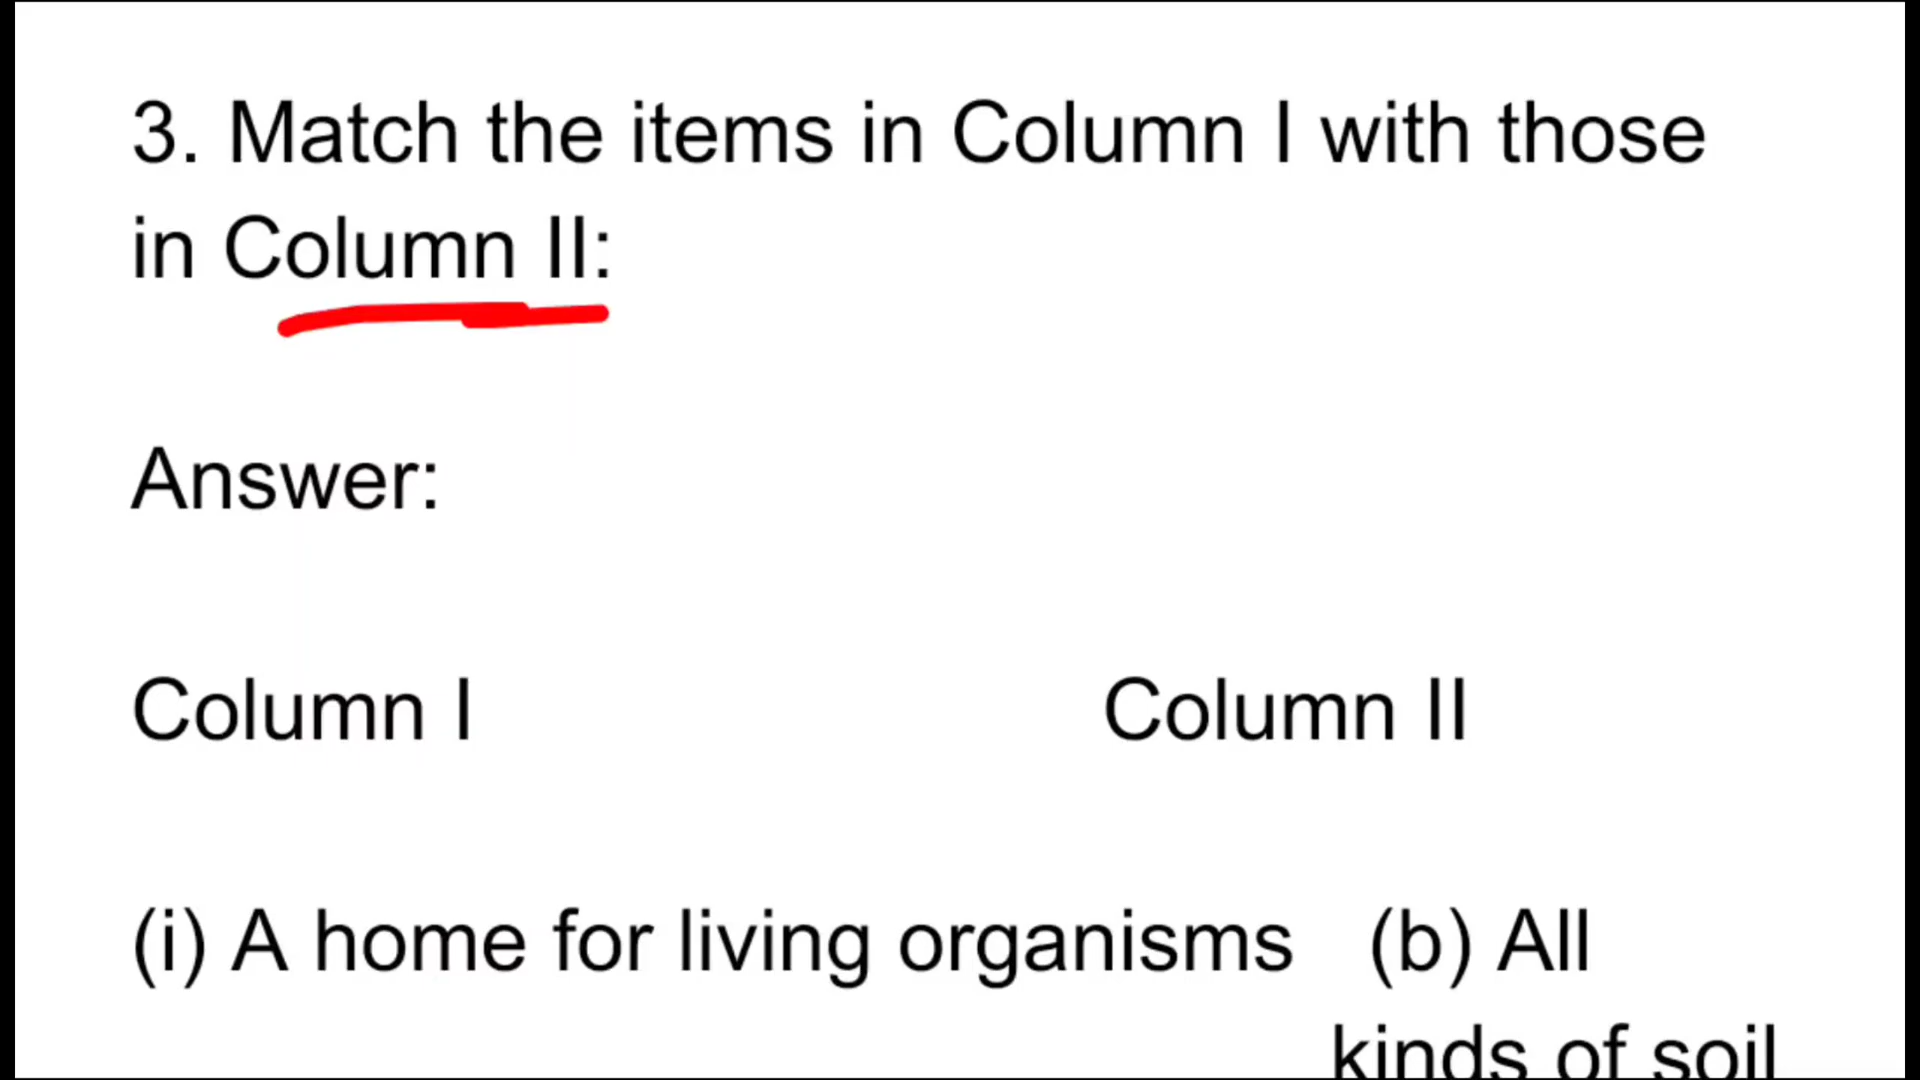 3. Match the items in Column I with those
in Column II:
Answer:
Column I Column II
(i) A home for living organisms (b) All
kinds of soil